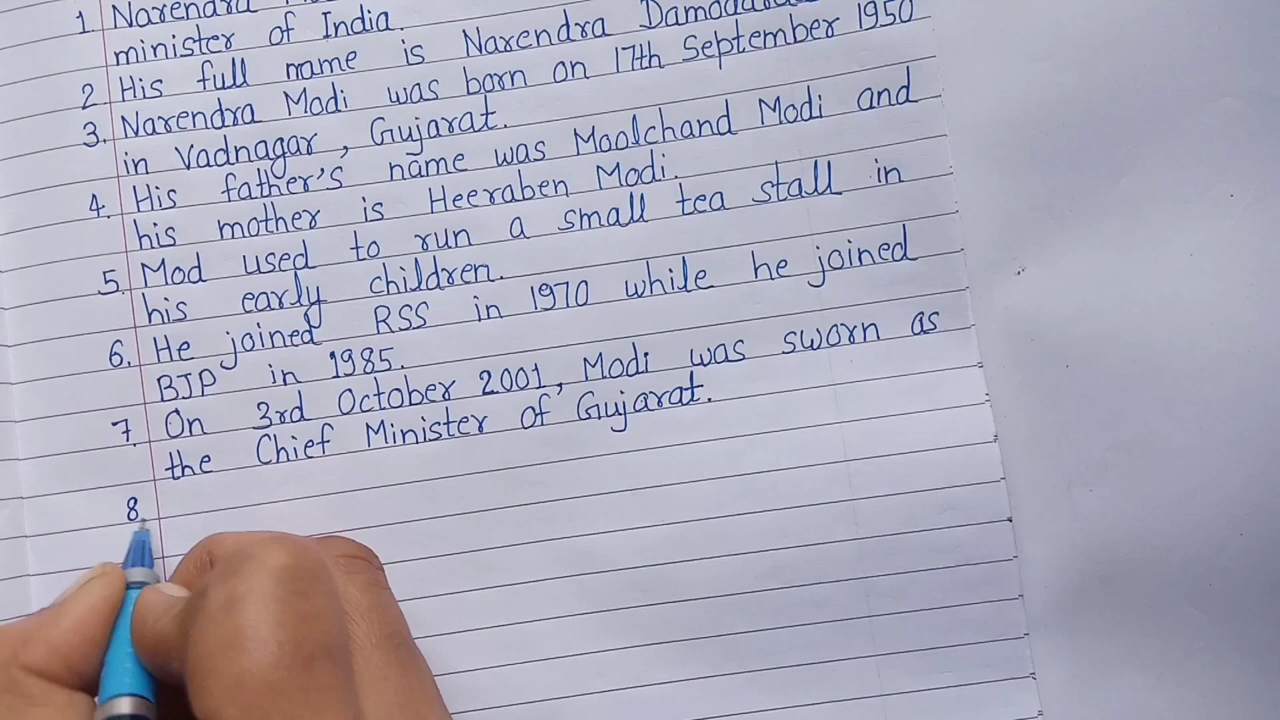 1. Narendra
minister of India.
2. His full name is Narendra
3. Narendra Modi was born on 17th September 1950
in Vadnagar, Gujarat.
4. His father's name was Moolchand Modi and
his mother is Heeraben Modi.
5. Mod used to run a small tea stall in
his early children.
6. He joined RSS in 1970 while he joined
BJP in 1985.
7. On 3rd October 2001, Modi was sworn as
the Chief Minister of Gujarat.
8.